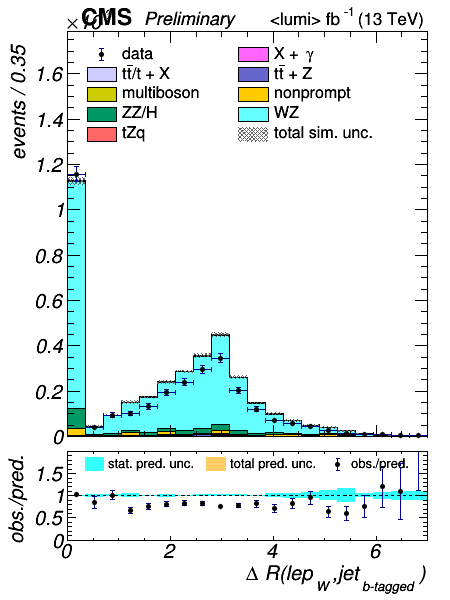 ×10 CMS Preliminary <lumi> fb⁻¹ (13 TeV)
events / 0.35
data X + γ
tt̄/t + X tt̄ + Z
multiboson nonprompt
ZZ/H WZ
tZq total sim. unc.
1.6
1.4
1.2
1
0.8
0.6
0.4
0.2
0
obs./pred.
stat. pred. unc. total pred. unc. obs./pred.
1.5
1
0.5
0
0 2 4 6
Δ R(lep_W, jet_b-tagged)